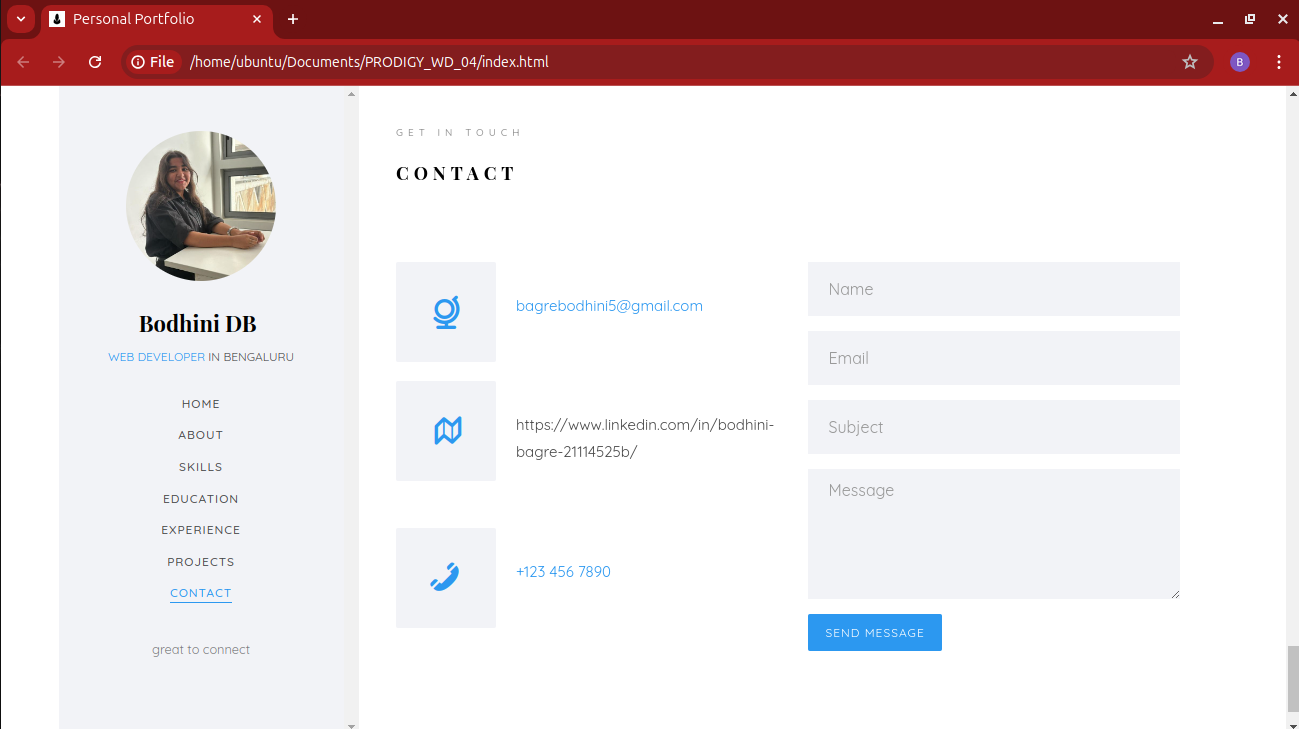 Personal Portfolio
File /home/ubuntu/Documents/PRODIGY_WD_04/index.html
B
Bodhini DB
WEB DEVELOPER IN BENGALURU
HOME
ABOUT
SKILLS
EDUCATION
EXPERIENCE
PROJECTS
CONTACT
great to connect
GET IN TOUCH
CONTACT
bagrebodhini5@gmail.com
https://www.linkedin.com/in/bodhini-
bagre-21114525b/
+123 456 7890
Name
Email
Subject
Message
SEND MESSAGE